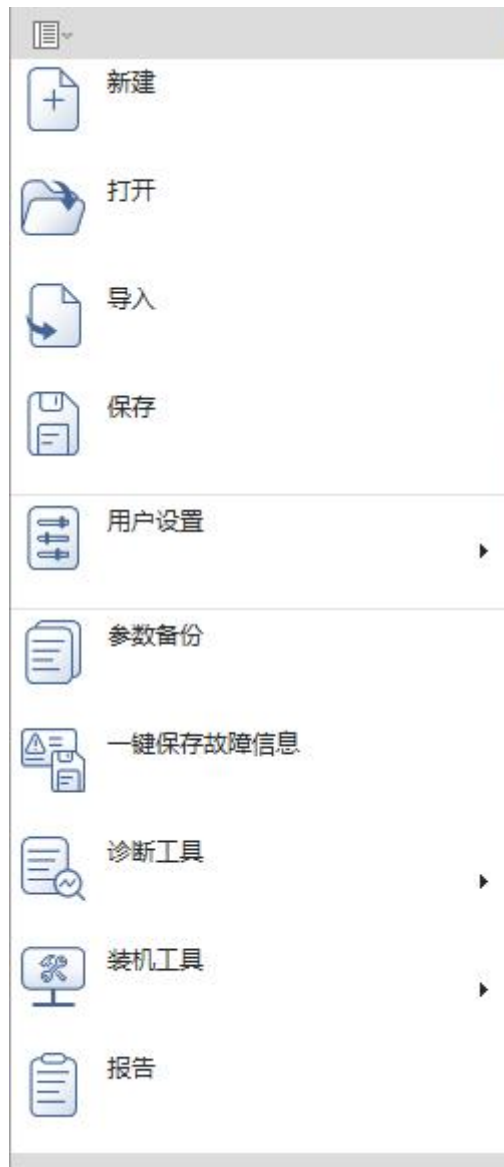 新建
打开
导入
保存
用户设置
参数备份
一键保存故障信息
诊断工具
装机工具
报告